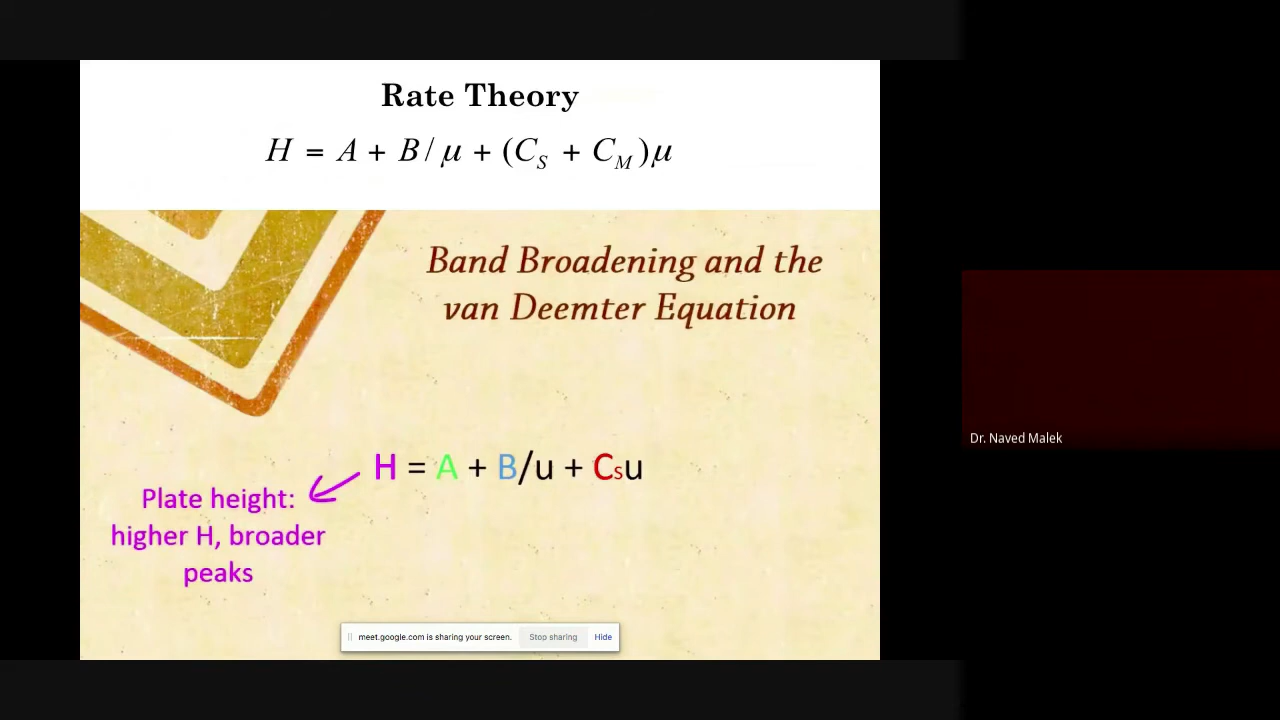 Rate Theory
H = A + B / μ + (C_S + C_M)μ
Band Broadening and the
van Deemter Equation
H = A + B/u + Csu
Plate height:
higher H, broader
peaks
meet.google.com is sharing your screen. Stop sharing Hide
Dr. Naved Malek